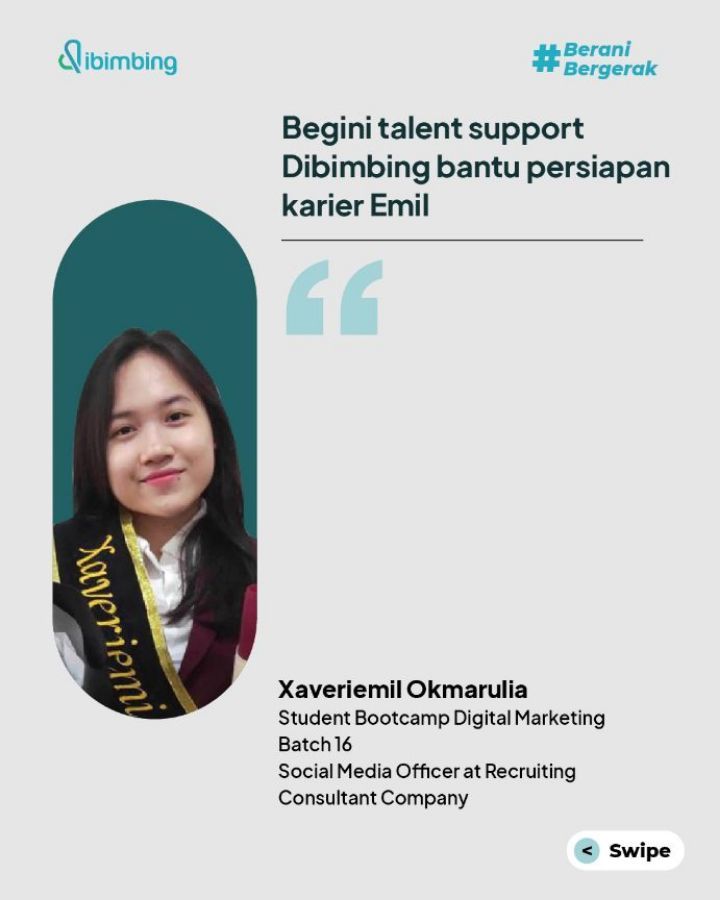 dibimbing
#Berani
Bergerak
Begini talent support
Dibimbing bantu persiapan
karier Emil
“
xaveriemi
Xaveriemil Okmarulia
Student Bootcamp Digital Marketing
Batch 16
Social Media Officer at Recruiting
Consultant Company
< Swipe